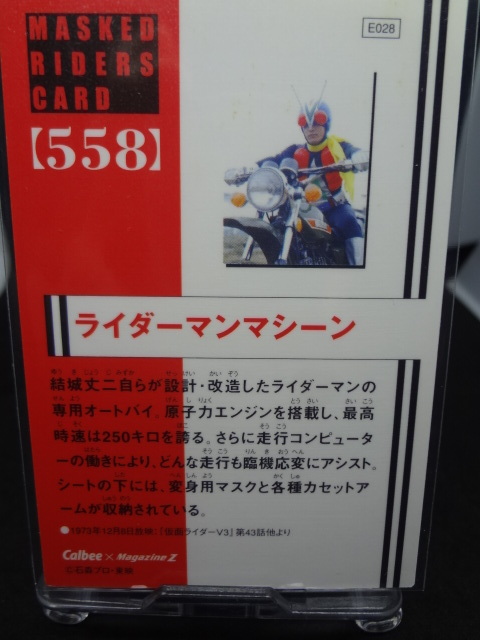 MASKED
RIDERS
CARD
E028
【558】
ライダーマンマシーン
結城丈二自らが設計・改造したライダーマンの
専用オートバイ。原子力エンジンを搭載し、最高
時速は250キロを誇る。さらに走行コンピュータ
ーの働きにより、どんな走行も臨機応変にアシスト。
シートの下には、変身用マスクと各種カセットア
ームが収納されている。
●1973年12月8日放映:『仮面ライダーV3』第43話他より
Calbee × Magazine Z
©石森プロ・東映